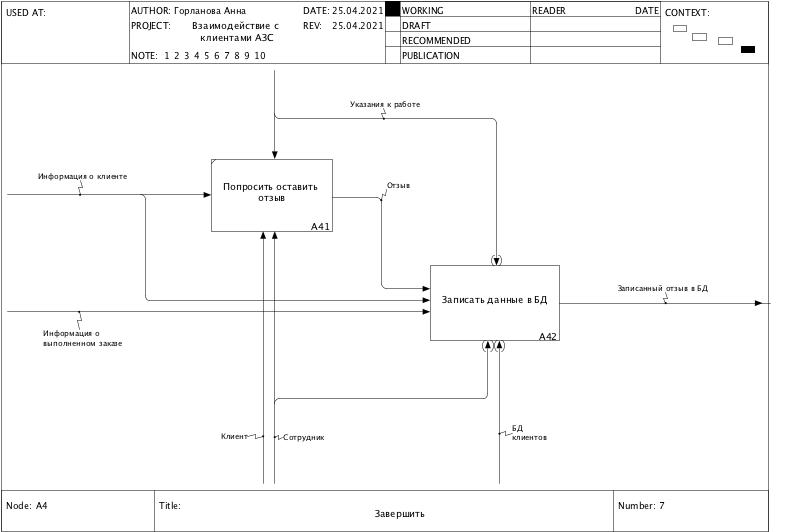 USED AT:
AUTHOR: Горланова Анна
DATE: 25.04.2021
WORKING
READER
DATE
CONTEXT:
PROJECT: Взаимодействие с
клиентами АЗС
REV: 25.04.2021
DRAFT
RECOMMENDED
NOTE: 1 2 3 4 5 6 7 8 9 10
PUBLICATION
Указания к работе
Информация о клиенте
Попросить оставить
отзыв
A41
Отзыв
Записать данные в БД
A42
Записанный отзыв в БД
Информация о
выполненном заказе
Клиент
Сотрудник
БД
клиентов
Node: A4
Title:
Завершить
Number: 7